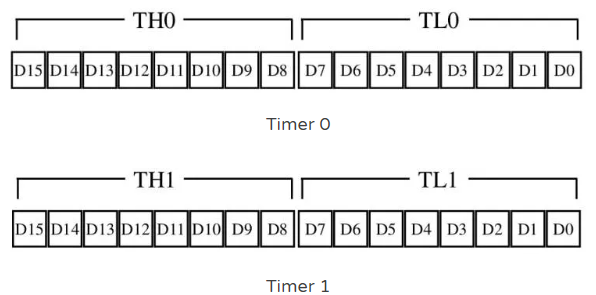 TH0 TL0
D15 D14 D13 D12 D11 D10 D9 D8 D7 D6 D5 D4 D3 D2 D1 D0
Timer 0
TH1 TL1
D15 D14 D13 D12 D11 D10 D9 D8 D7 D6 D5 D4 D3 D2 D1 D0
Timer 1